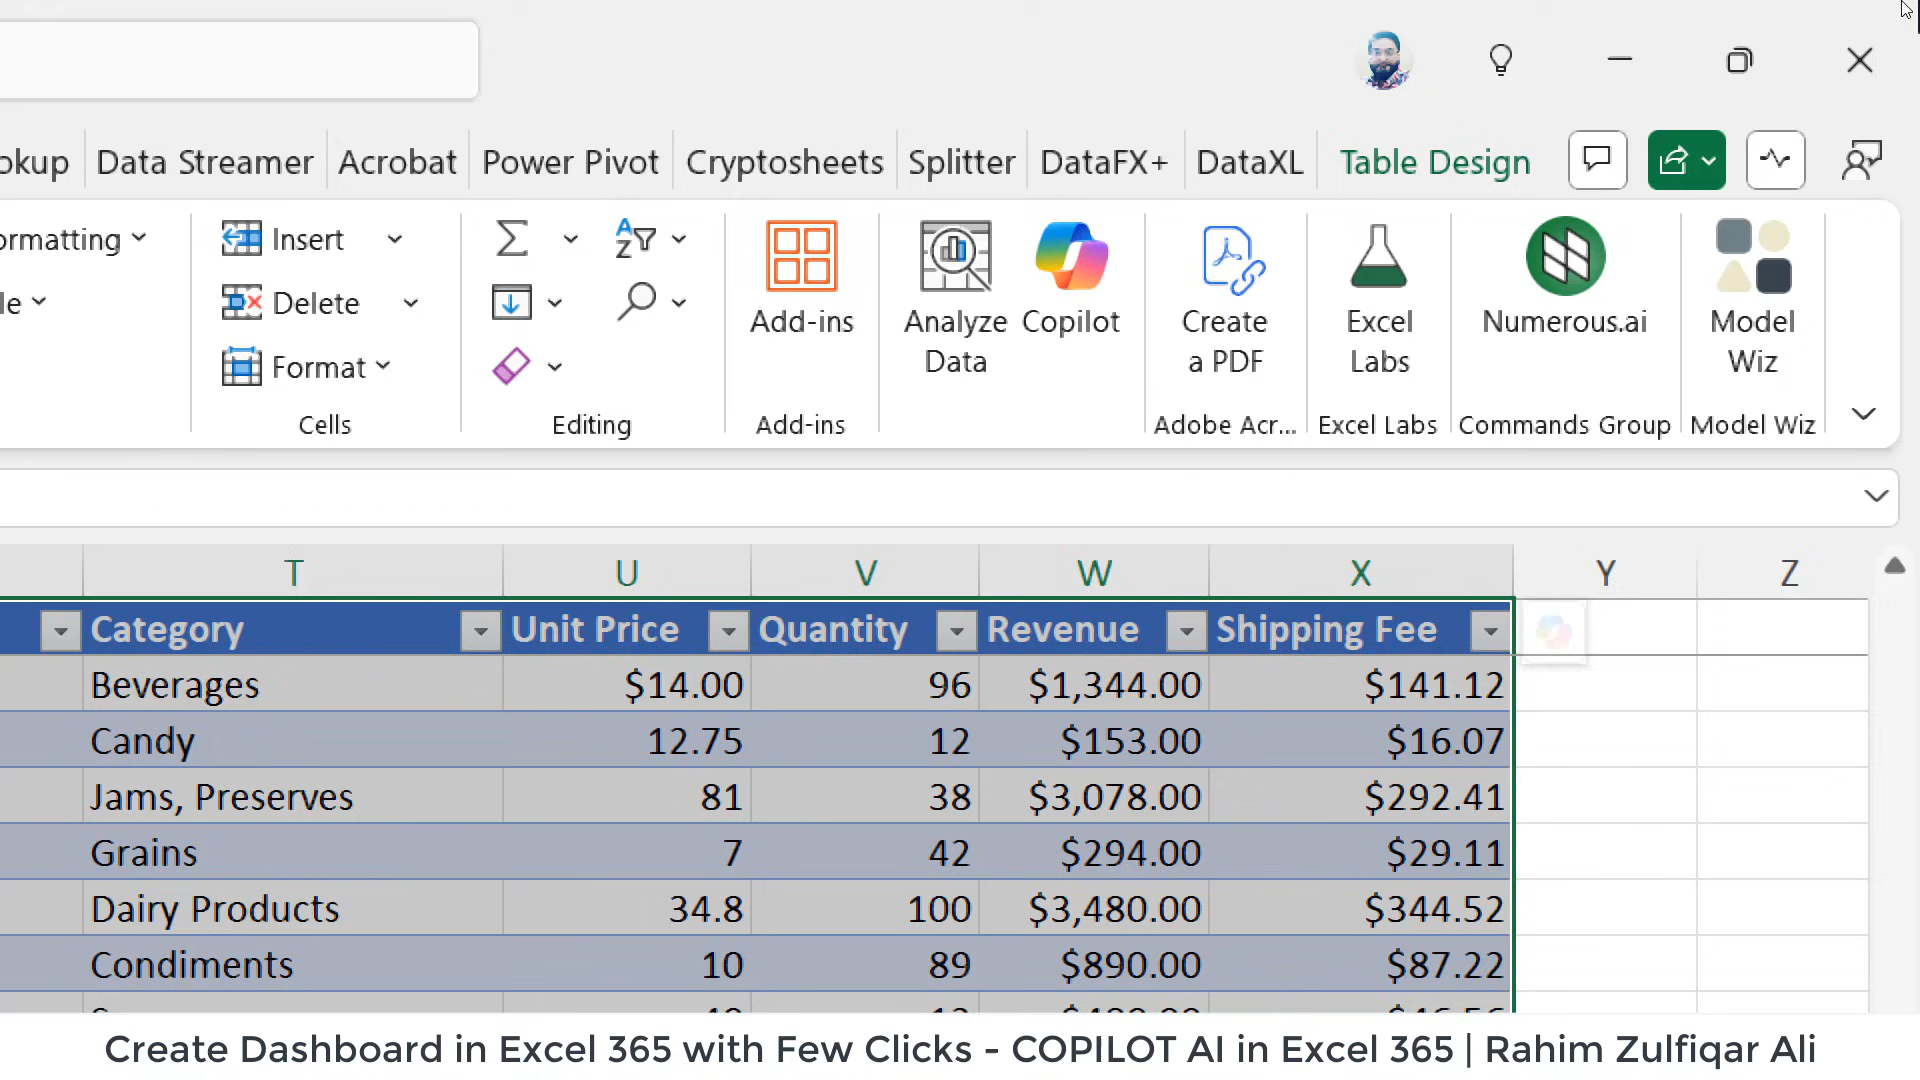 okup Data Streamer Acrobat Power Pivot Cryptosheets Splitter DataFX+ DataXL Table Design
ormatting
le
Insert
Delete
Format
Cells
Editing
Add-ins
Add-ins
Analyze
Data
Copilot
Create
a PDF
Adobe Acr...
Excel
Labs
Excel Labs
Numerous.ai
Commands Group
Model
Wiz
Model Wiz
T U V W X Y Z
Category Unit Price Quantity Revenue Shipping Fee
Beverages $14.00 96 $1,344.00 $141.12
Candy 12.75 12 $153.00 $16.07
Jams, Preserves 81 38 $3,078.00 $292.41
Grains 7 42 $294.00 $29.11
Dairy Products 34.8 100 $3,480.00 $344.52
Condiments 10 89 $890.00 $87.22
Create Dashboard in Excel 365 with Few Clicks - COPILOT AI in Excel 365 | Rahim Zulfiqar Ali